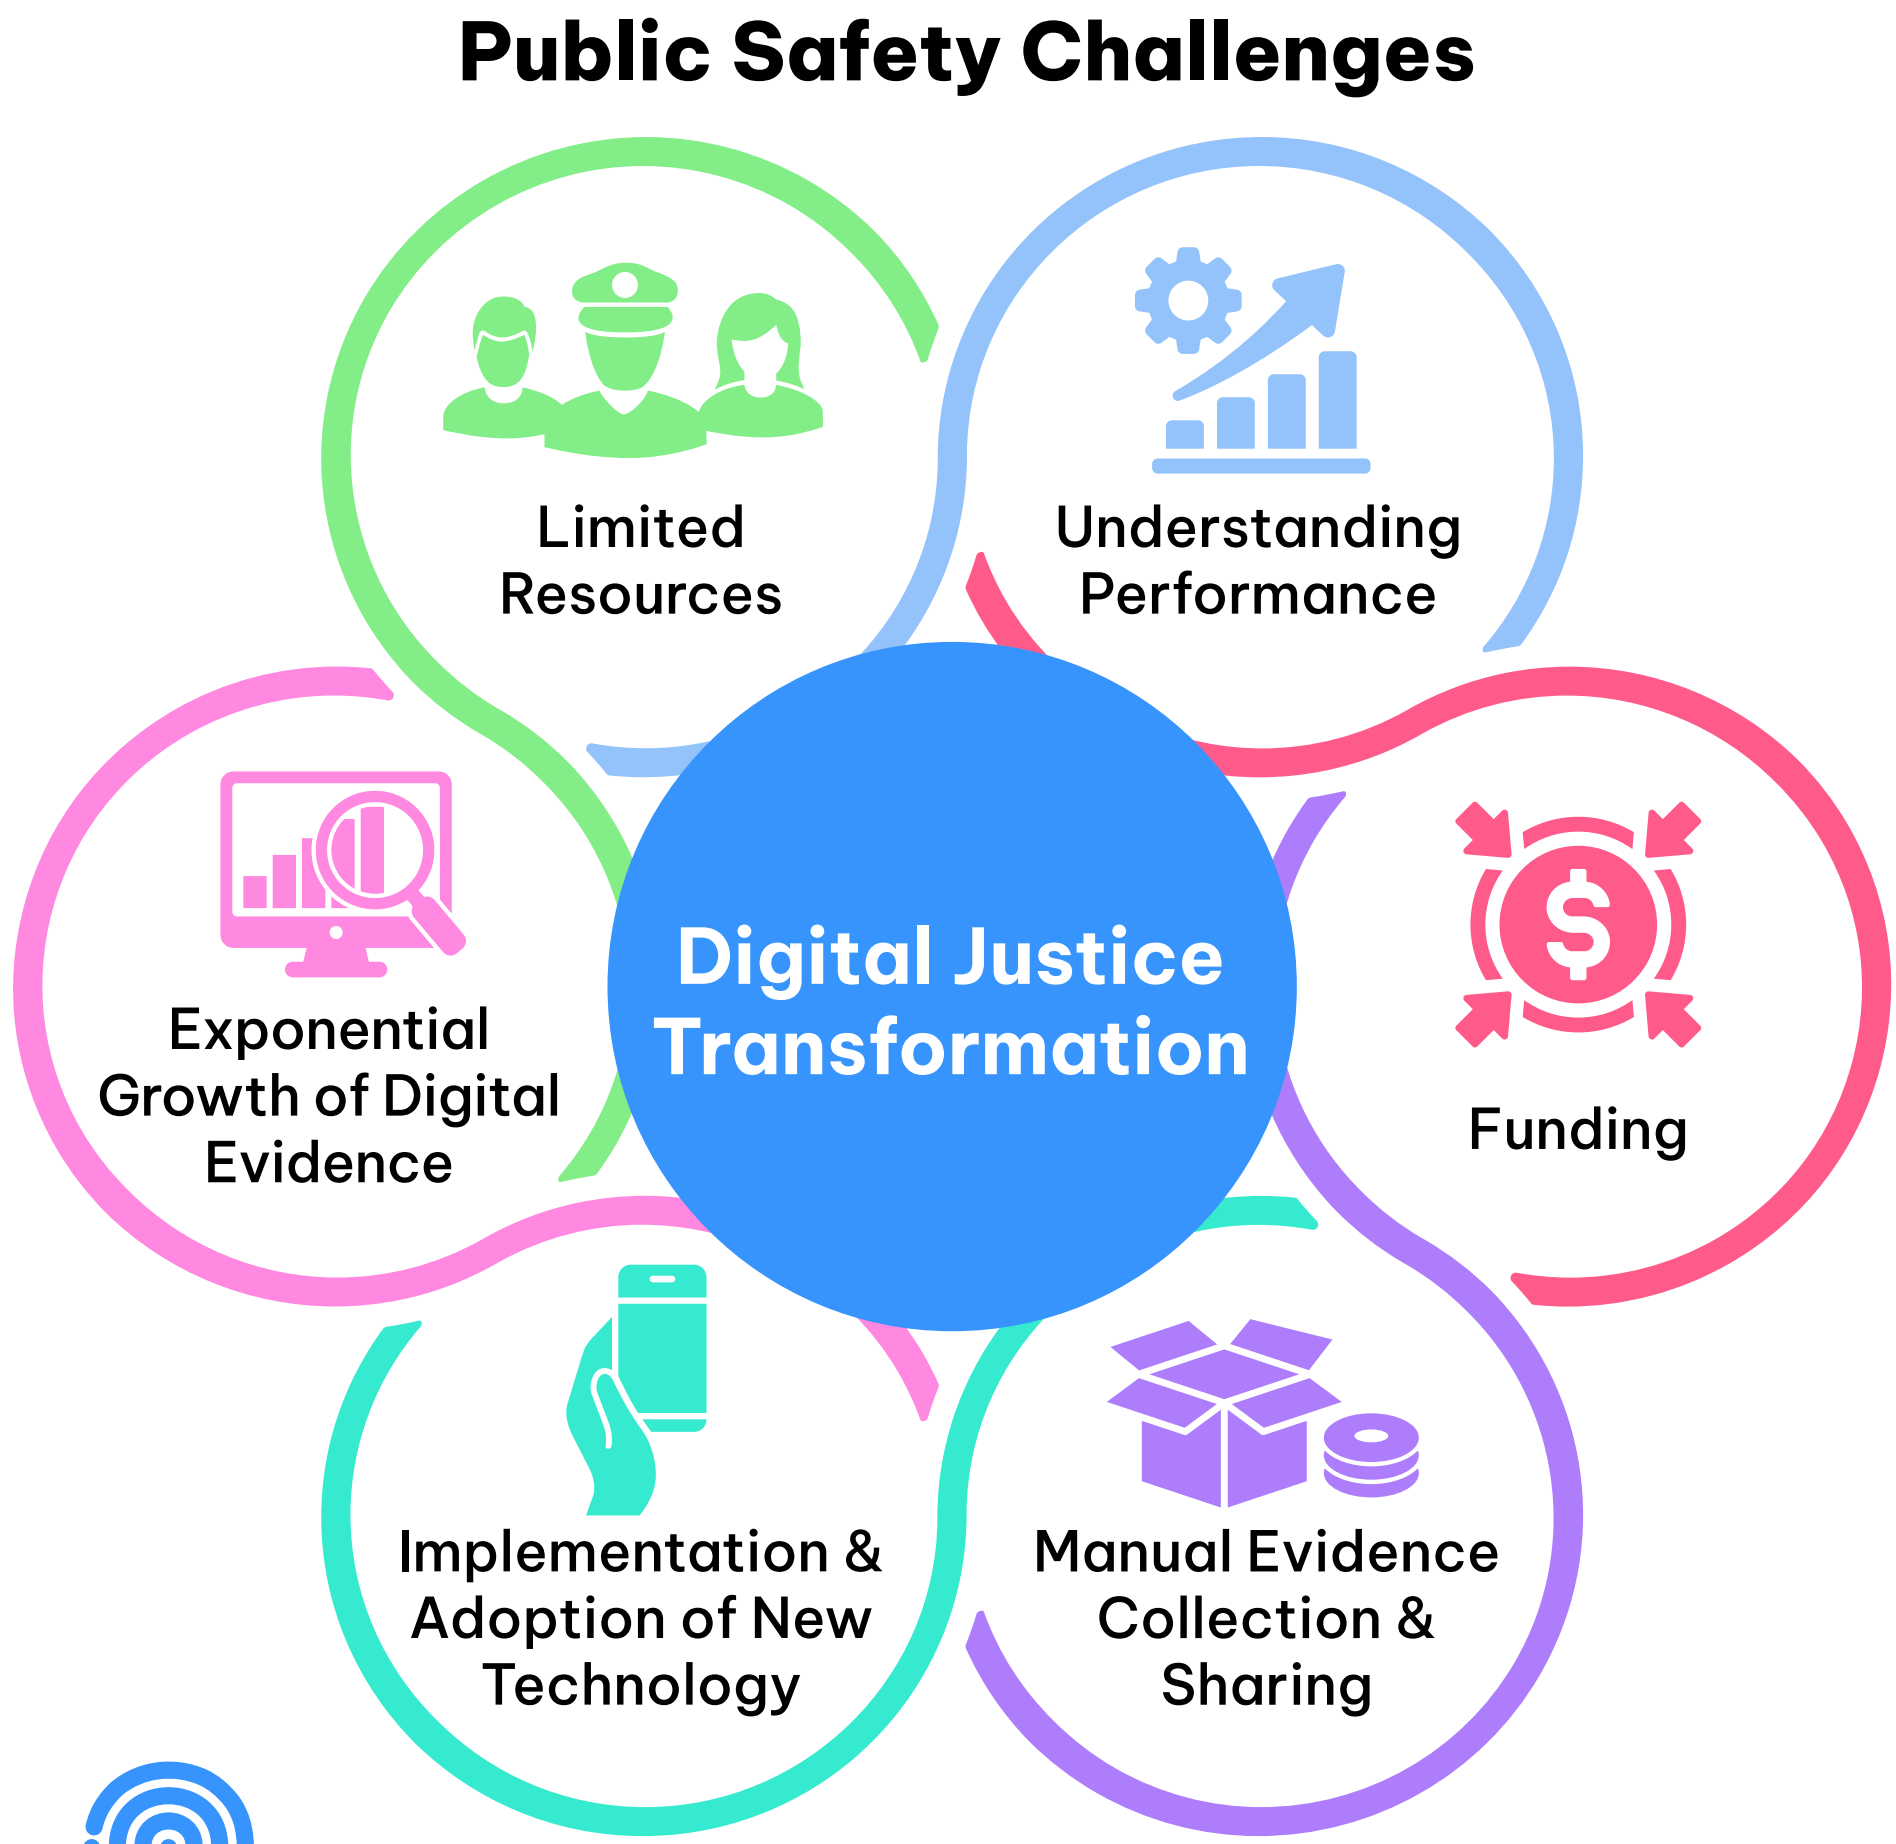 Public Safety Challenges
Limited
Resources
Understanding
Performance
Exponential
Growth of Digital
Evidence
Digital Justice
Transformation
$
Funding
Implementation &
Adoption of New
Technology
Manual Evidence
Collection &
Sharing